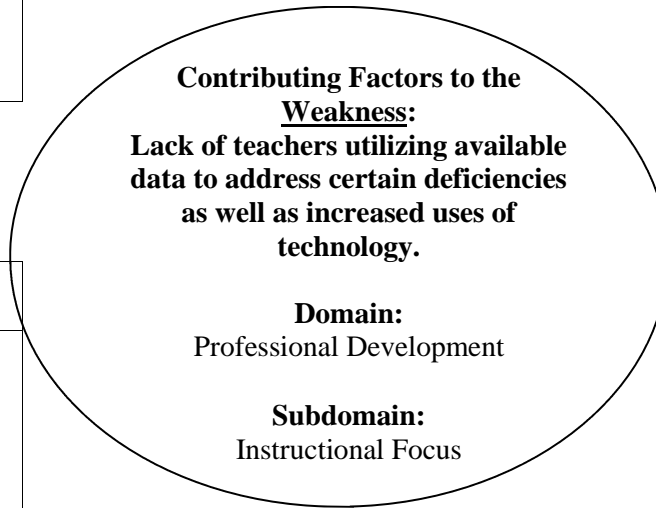 Contributing Factors to the
Weakness:
Lack of teachers utilizing available
data to address certain deficiencies
as well as increased uses of
technology.
Domain:
Professional Development
Subdomain:
Instructional Focus